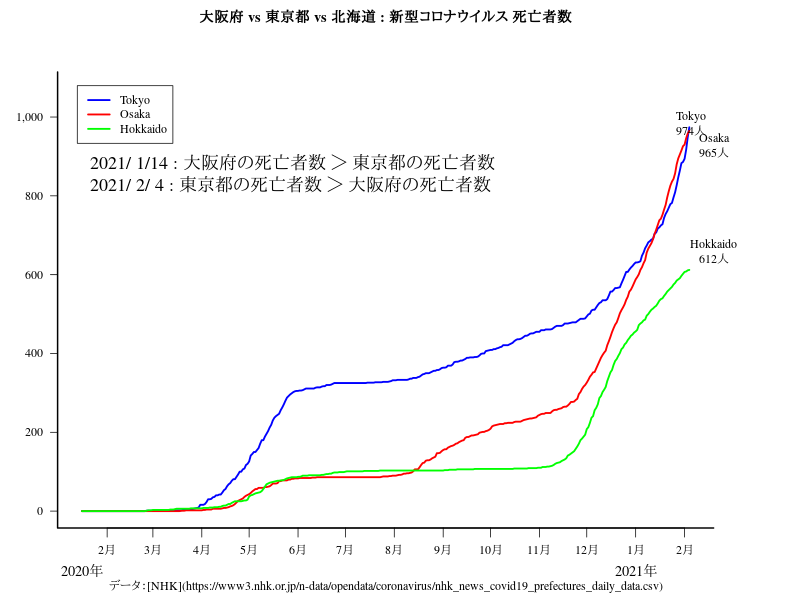 大阪府 vs 東京都 vs 北海道 : 新型コロナウイルス 死亡者数
Tokyo
Osaka
Hokkaido
2021/ 1/14 : 大阪府の死亡者数 ＞ 東京都の死亡者数
2021/ 2/ 4 : 東京都の死亡者数 ＞ 大阪府の死亡者数
Tokyo
974人
Osaka
965人
Hokkaido
612人
1,000
800
600
400
200
0
2月 3月 4月 5月 6月 7月 8月 9月 10月 11月 12月 1月 2月
2020年 2021年
データ：[NHK](https://www3.nhk.or.jp/n-data/opendata/coronavirus/nhk_news_covid19_prefectures_daily_data.csv)